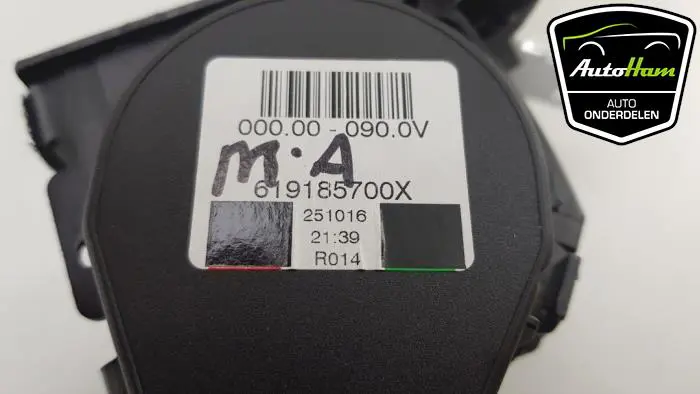 000.00 - 090.0V
M.A
619185700X
251016
21:39
R014
AutoHam
AUTO
ONDERDELEN